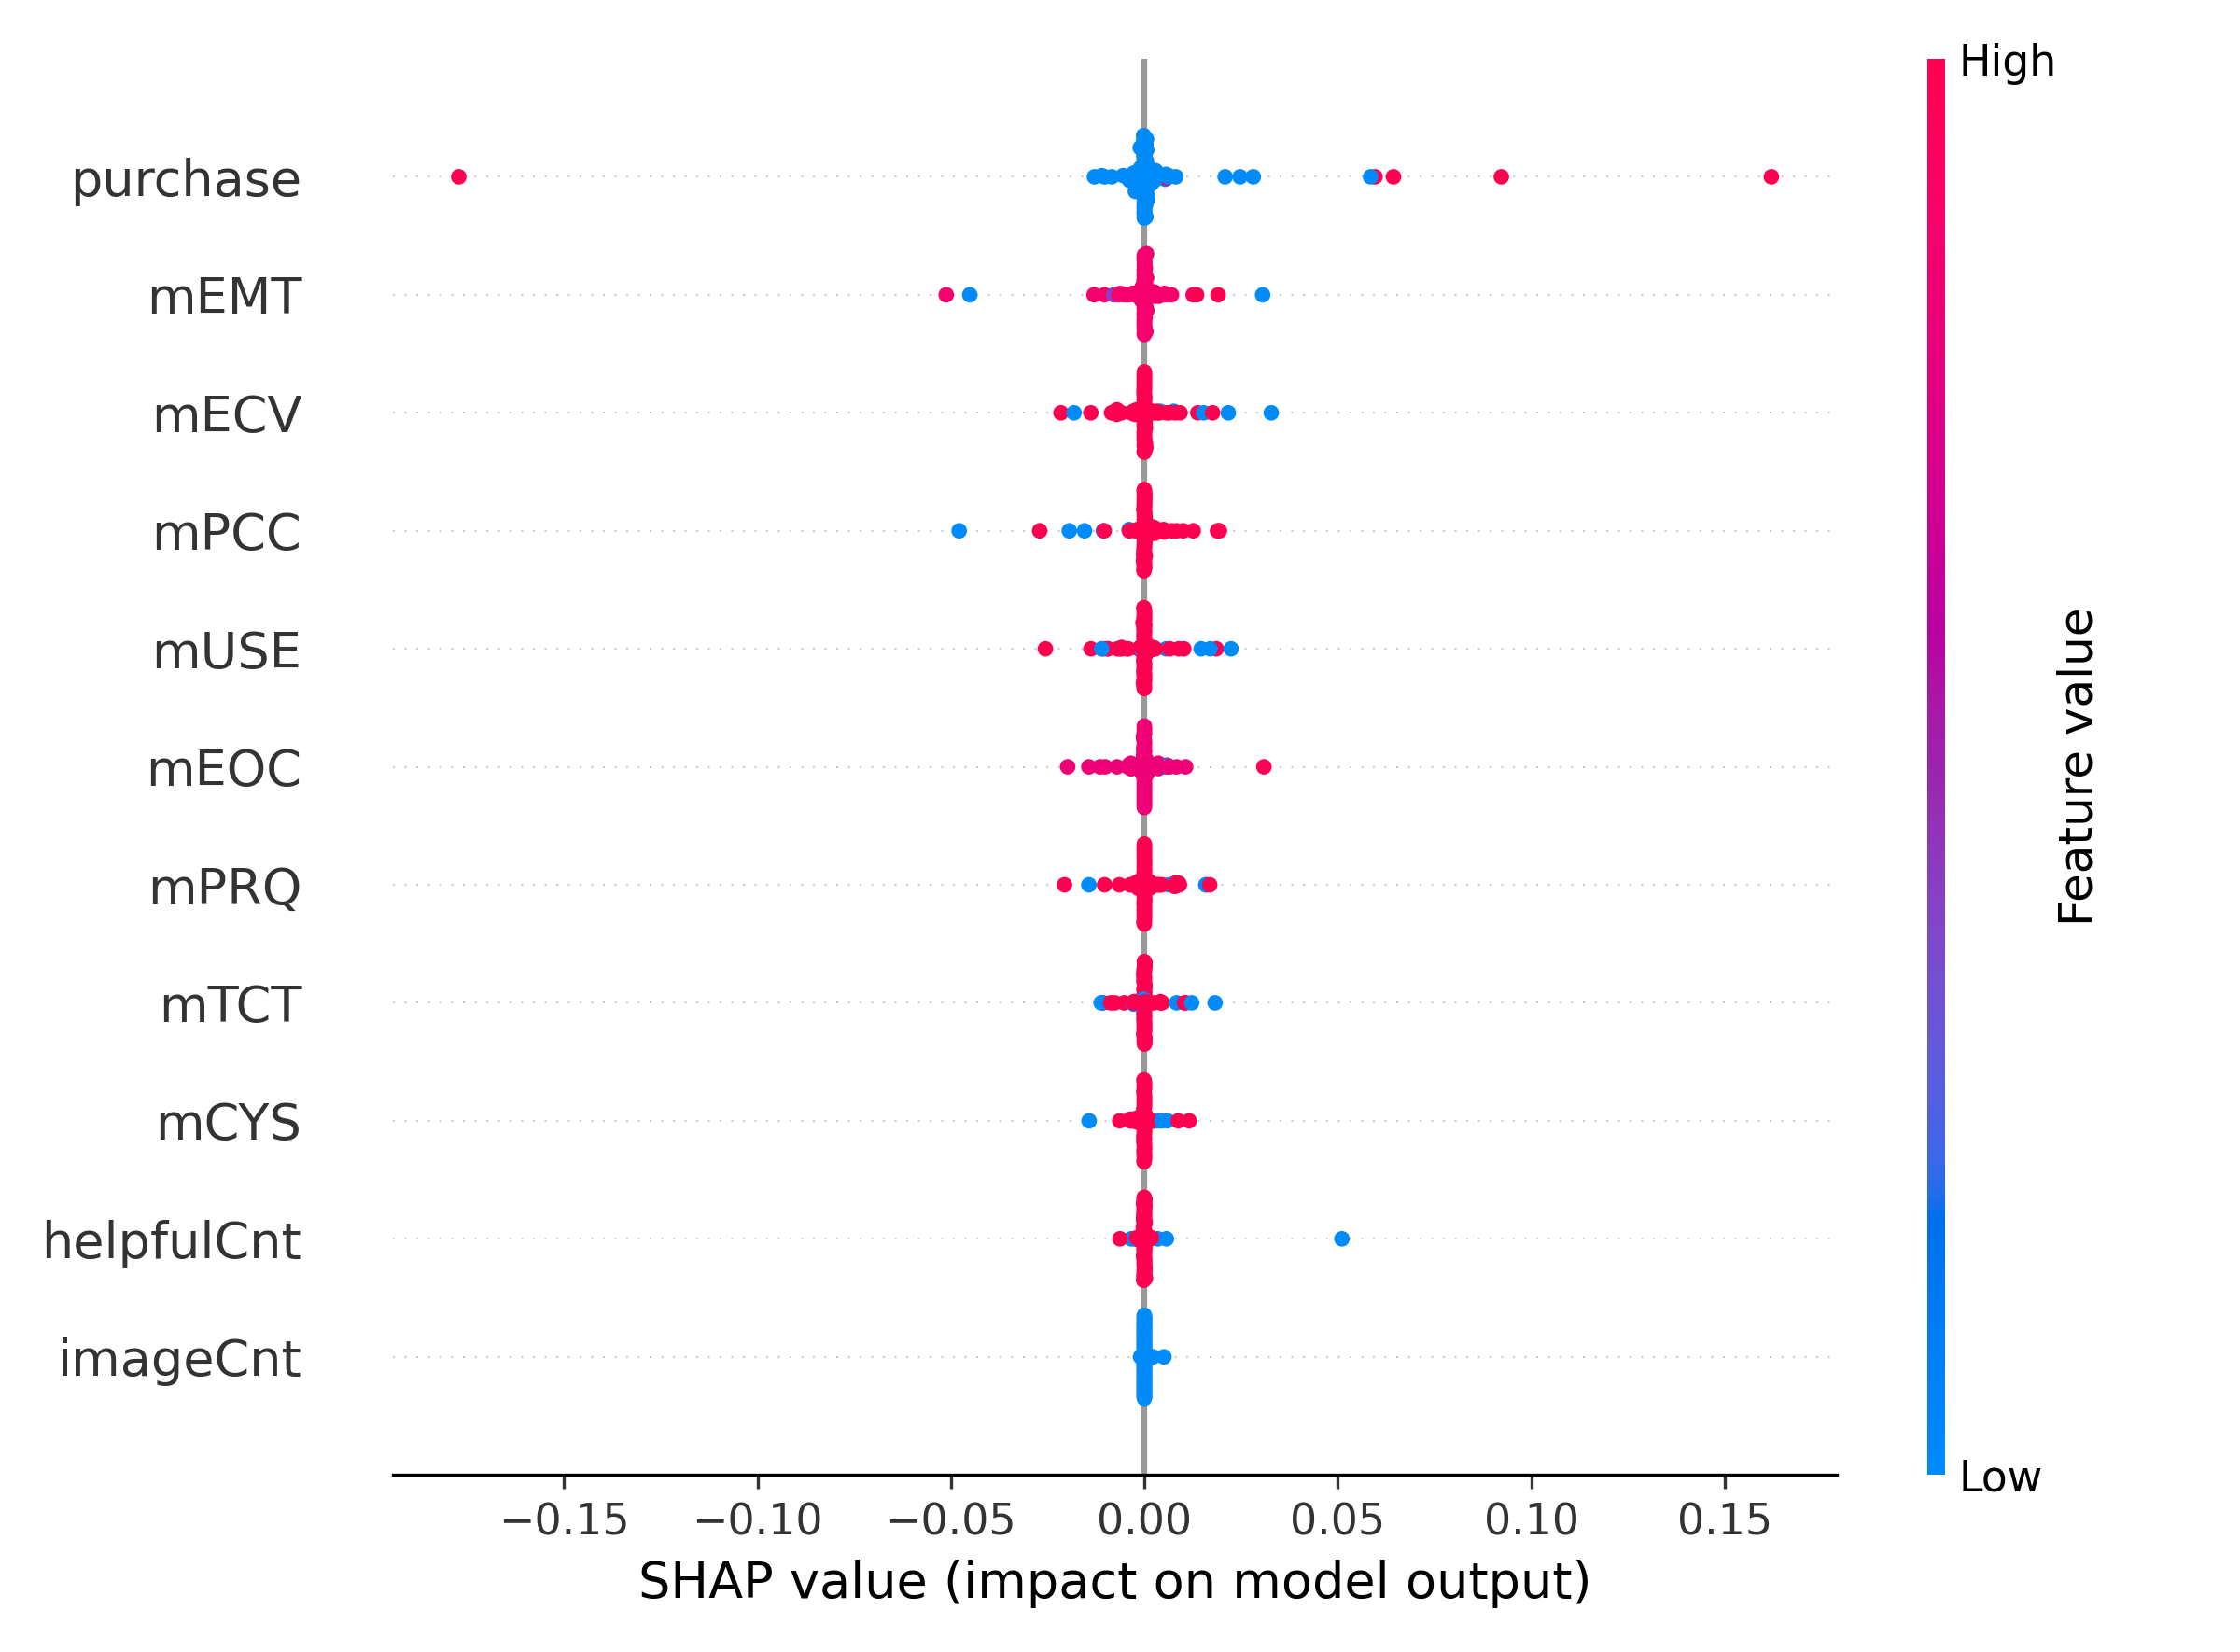 High
purchase
mEMT
mECV
mPCC
mUSE
mEOC
mPRQ
mTCT
mCYS
helpfulCnt
imageCnt
Feature value
Low
−0.15 −0.10 −0.05 0.00 0.05 0.10 0.15
SHAP value (impact on model output)